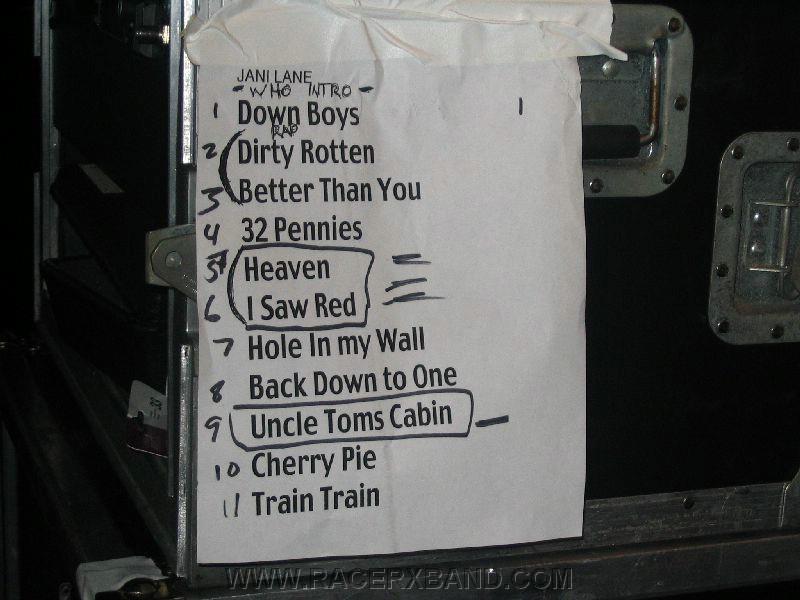 JANI LANE
- WHO INTRO -
1 Down Boys
RAP
2 Dirty Rotten
3 Better Than You
4 32 Pennies
5 Heaven
6 I Saw Red
7 Hole In my Wall
8 Back Down to One
9 Uncle Toms Cabin
10 Cherry Pie
11 Train Train
WWW.RACERXBAND.COM